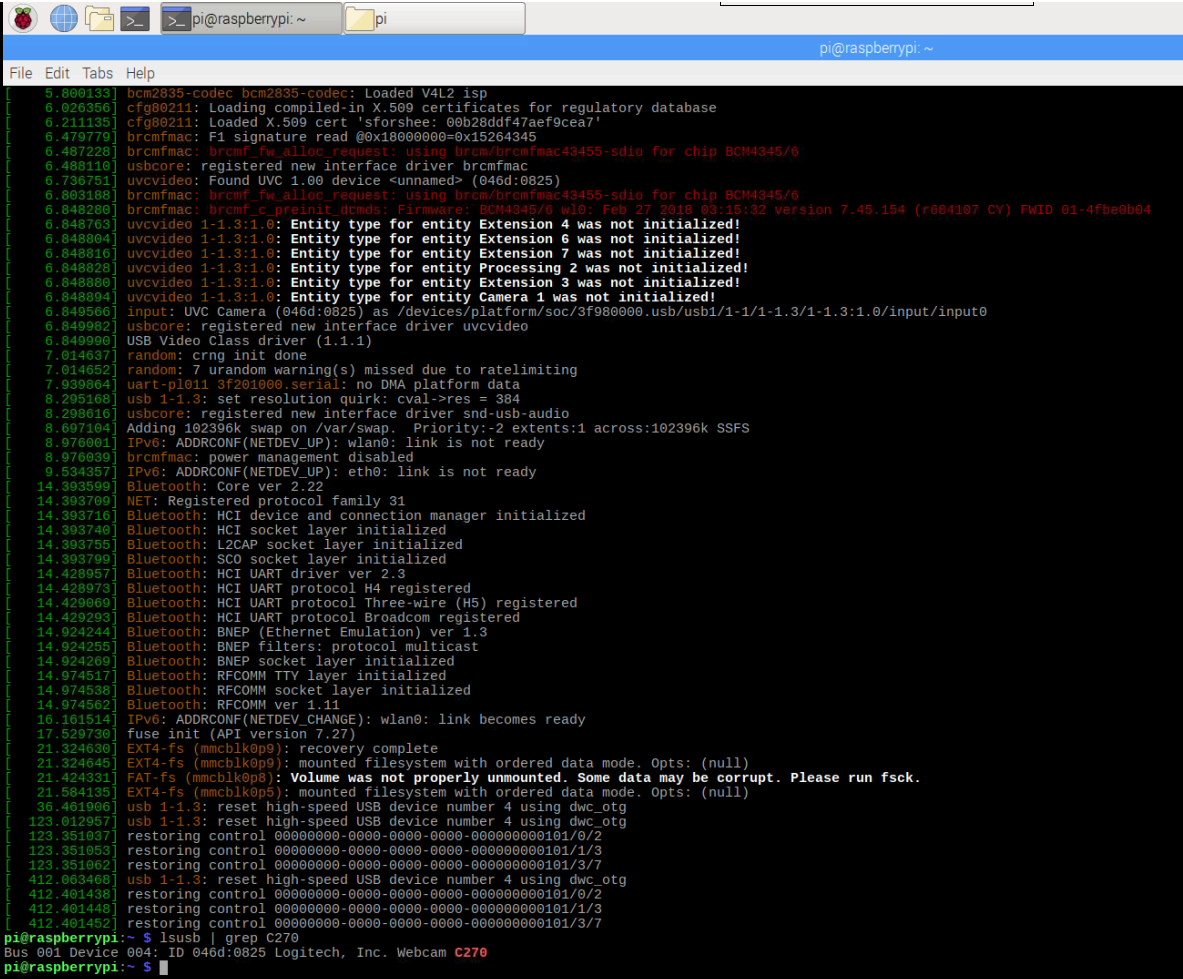 pi@raspberrypi: ~
pi
pi@raspberrypi: ~
File Edit Tabs Help
[    5.800133] bcm2835-codec bcm2835-codec: Loaded V4L2 isp
[    6.026356] cfg80211: Loading compiled-in X.509 certificates for regulatory database
[    6.211135] cfg80211: Loaded X.509 cert 'sforshee: 00b28ddf47aef9cea7'
[    6.479779] brcmfmac: F1 signature read @0x18000000=0x15264345
[    6.487228] brcmfmac: brcmf_fw_alloc_request: using brcm/brcmfmac43455-sdio for chip BCM4345/6
[    6.488110] usbcore: registered new interface driver brcmfmac
[    6.736751] uvcvideo: Found UVC 1.00 device <unnamed> (046d:0825)
[    6.803188] brcmfmac: brcmf_fw_alloc_request: using brcm/brcmfmac43455-sdio for chip BCM4345/6
[    6.848280] brcmfmac: brcmf_c_preinit_dcmds: Firmware: BCM4345/6 wl0: Feb 27 2018 03:15:32 version 7.45.154 (r684107 CY) FWID 01-4fbe0b04
[    6.848763] uvcvideo 1-1.3:1.0: Entity type for entity Extension 4 was not initialized!
[    6.848804] uvcvideo 1-1.3:1.0: Entity type for entity Extension 6 was not initialized!
[    6.848816] uvcvideo 1-1.3:1.0: Entity type for entity Extension 7 was not initialized!
[    6.848828] uvcvideo 1-1.3:1.0: Entity type for entity Processing 2 was not initialized!
[    6.848880] uvcvideo 1-1.3:1.0: Entity type for entity Extension 3 was not initialized!
[    6.848894] uvcvideo 1-1.3:1.0: Entity type for entity Camera 1 was not initialized!
[    6.849566] input: UVC Camera (046d:0825) as /devices/platform/soc/3f980000.usb/usb1/1-1/1-1.3/1-1.3:1.0/input/input0
[    6.849982] usbcore: registered new interface driver uvcvideo
[    6.849990] USB Video Class driver (1.1.1)
[    7.014637] random: crng init done
[    7.014652] random: 7 urandom warning(s) missed due to ratelimiting
[    7.939864] uart-pl011 3f201000.serial: no DMA platform data
[    8.295168] usb 1-1.3: set resolution quirk: cval->res = 384
[    8.298616] usbcore: registered new interface driver snd-usb-audio
[    8.697104] Adding 102396k swap on /var/swap.  Priority:-2 extents:1 across:102396k SSFS
[    8.976001] IPv6: ADDRCONF(NETDEV_UP): wlan0: link is not ready
[    8.976039] brcmfmac: power management disabled
[    9.534357] IPv6: ADDRCONF(NETDEV_UP): eth0: link is not ready
[   14.393599] Bluetooth: Core ver 2.22
[   14.393709] NET: Registered protocol family 31
[   14.393716] Bluetooth: HCI device and connection manager initialized
[   14.393740] Bluetooth: HCI socket layer initialized
[   14.393755] Bluetooth: L2CAP socket layer initialized
[   14.393799] Bluetooth: SCO socket layer initialized
[   14.428957] Bluetooth: HCI UART driver ver 2.3
[   14.428973] Bluetooth: HCI UART protocol H4 registered
[   14.429069] Bluetooth: HCI UART protocol Three-wire (H5) registered
[   14.429293] Bluetooth: HCI UART protocol Broadcom registered
[   14.924244] Bluetooth: BNEP (Ethernet Emulation) ver 1.3
[   14.924255] Bluetooth: BNEP filters: protocol multicast
[   14.924269] Bluetooth: BNEP socket layer initialized
[   14.974517] Bluetooth: RFCOMM TTY layer initialized
[   14.974538] Bluetooth: RFCOMM socket layer initialized
[   14.974562] Bluetooth: RFCOMM ver 1.11
[   16.161514] IPv6: ADDRCONF(NETDEV_CHANGE): wlan0: link becomes ready
[   17.529730] fuse init (API version 7.27)
[   21.324630] EXT4-fs (mmcblk0p9): recovery complete
[   21.324645] EXT4-fs (mmcblk0p9): mounted filesystem with ordered data mode. Opts: (null)
[   21.424331] FAT-fs (mmcblk0p8): Volume was not properly unmounted. Some data may be corrupt. Please run fsck.
[   21.584135] EXT4-fs (mmcblk0p5): mounted filesystem with ordered data mode. Opts: (null)
[   36.461906] usb 1-1.3: reset high-speed USB device number 4 using dwc_otg
[  123.012957] usb 1-1.3: reset high-speed USB device number 4 using dwc_otg
[  123.351037] restoring control 00000000-0000-0000-0000-000000000101/0/2
[  123.351053] restoring control 00000000-0000-0000-0000-000000000101/1/3
[  123.351062] restoring control 00000000-0000-0000-0000-000000000101/3/7
[  412.063468] usb 1-1.3: reset high-speed USB device number 4 using dwc_otg
[  412.401438] restoring control 00000000-0000-0000-0000-000000000101/0/2
[  412.401448] restoring control 00000000-0000-0000-0000-000000000101/1/3
[  412.401452] restoring control 00000000-0000-0000-0000-000000000101/3/7
pi@raspberrypi:~ $ lsusb | grep C270
Bus 001 Device 004: ID 046d:0825 Logitech, Inc. Webcam C270
pi@raspberrypi:~ $